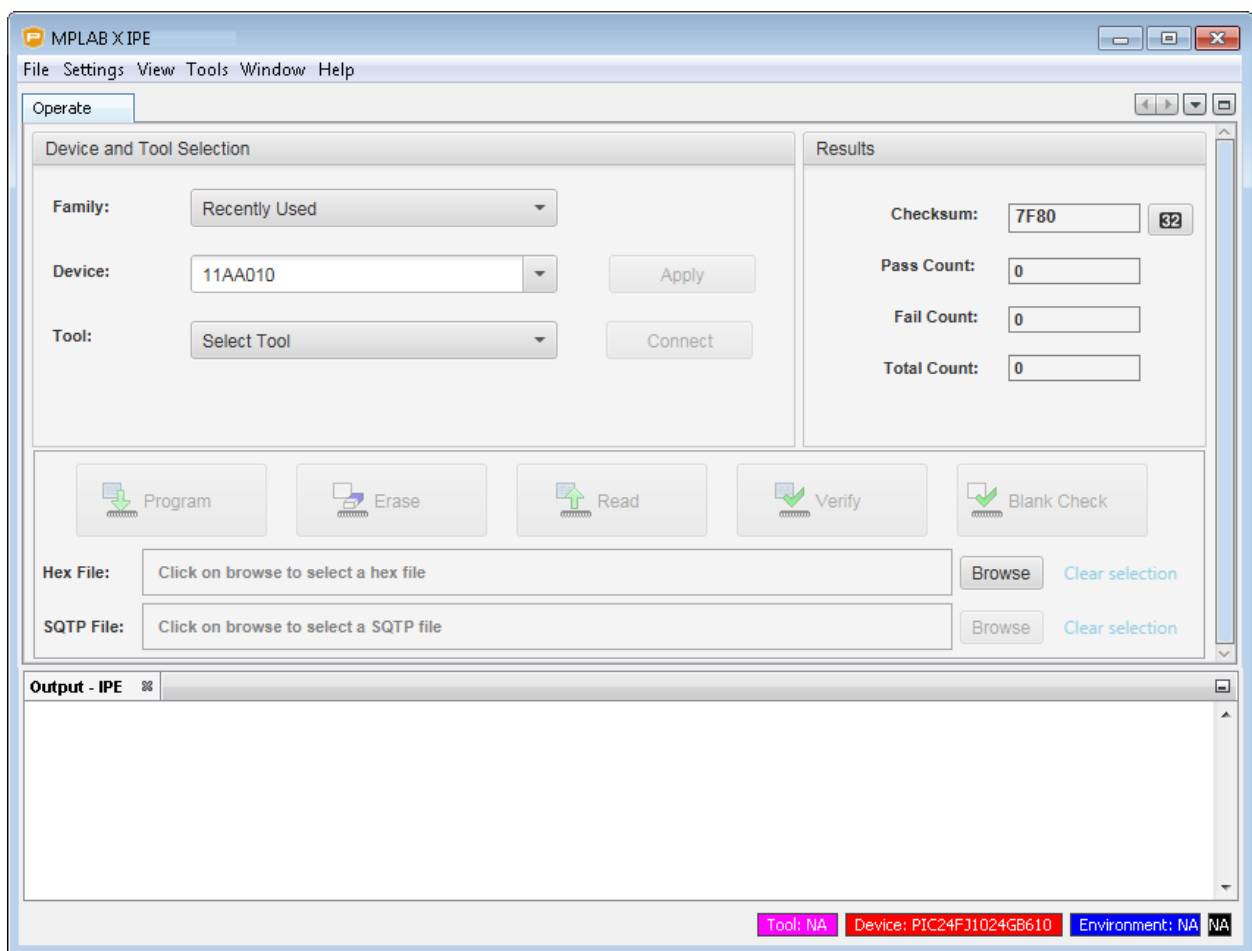 MPLAB X IPE
File Settings View Tools Window Help
Operate
Device and Tool Selection
Results
Family: Recently Used
Checksum: 7F80 32
Device: 11AA010 Apply
Pass Count: 0
Fail Count: 0
Tool: Select Tool Connect
Total Count: 0
Program Erase Read Verify Blank Check
Hex File: Click on browse to select a hex file Browse Clear selection
SQTP File: Click on browse to select a SQTP file Browse Clear selection
Output - IPE
Tool: NA Device: PIC24FJ1024GB610 Environment: NA NA